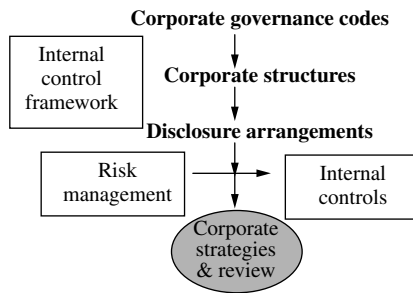 Corporate governance codes
Internal
control
framework
Corporate structures
Disclosure arrangements
Risk
management
Internal
controls
Corporate
strategies
& review